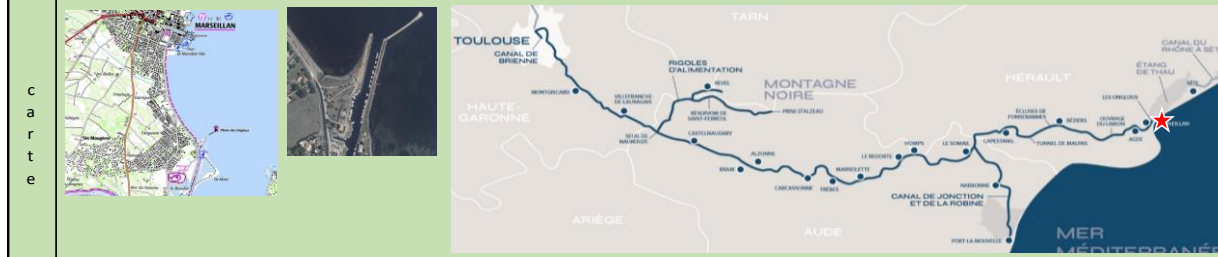 c
a
r
t
e
MARSEILLAN
TOULOUSE
CANAL DE
BRIENNE
MONTGISCARD
HAUTE-
GARONNE
VILLEFRANCHE
DE-LAURAGAIS
SEUIL DE
NAUROUZE
RIGOLES
D'ALIMENTATION
REVEL
RÉSERVOIR DE
SAINT-FERRÉOL
PRISE D'ALZEAU
MONTAGNE
NOIRE
TARN
CASTELNAUDARY
BRAM
ALZONNE
CARCASSONNE
TRÈBES
MARSEILLETTE
LE REDORTE
HOMPS
LE SOMAIL
ARIÈGE
AUDE
HÉRAULT
CAPESTANG
ÉCLUSES DE
FONSERANNES
TUNNEL DE MALPAS
BÉZIERS
OUVRAGE
DU LIBRON
AGDE
LES ONGLOUS
ÉTANG
DE THAU
SÈTE
CANAL DU
RHÔNE À SÈT
NARBONNE
CANAL DE JONCTION
ET DE LA ROBINE
PORT-LA-NOUVELLE
MER
MÉDITERRANÉE